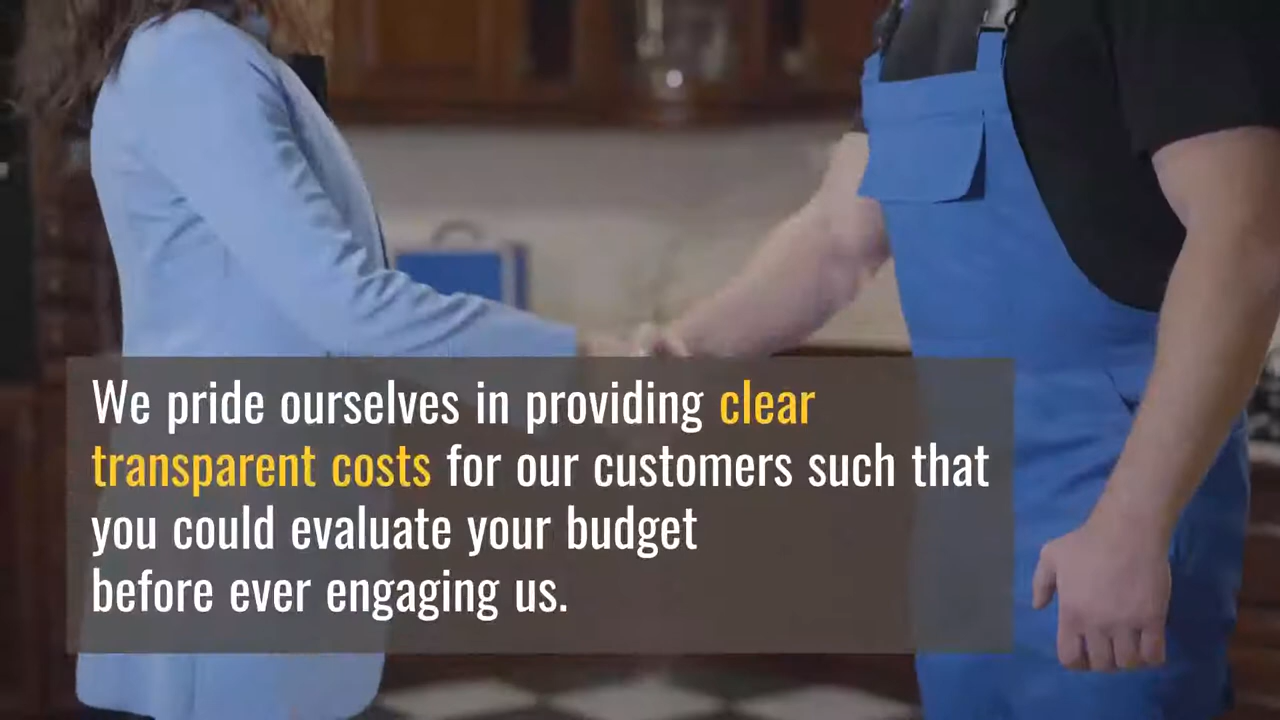 We pride ourselves in providing clear
transparent costs for our customers such that
you could evaluate your budget
before ever engaging us.